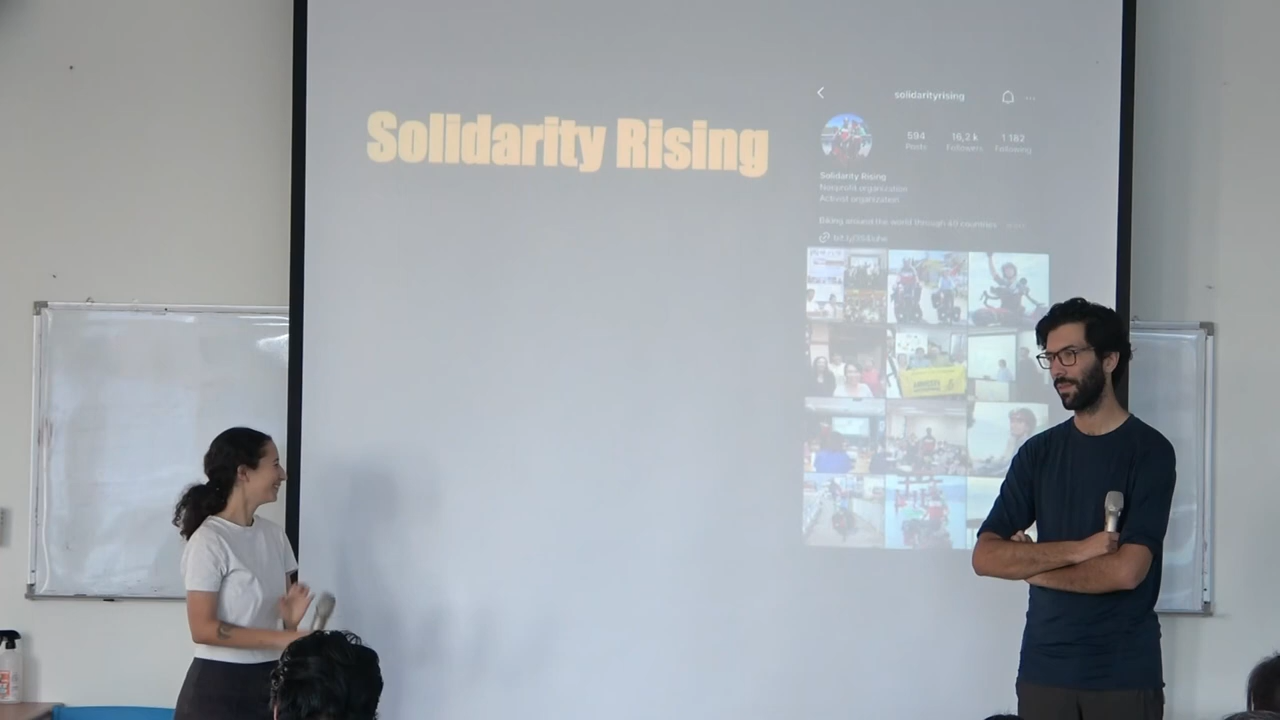 Solidarity Rising
solidarityrising
594 16,2 k 1.182
Posts Followers Following
Solidarity Rising
Nonprofit organization
Activist organization
Biking around the world through 60 countries